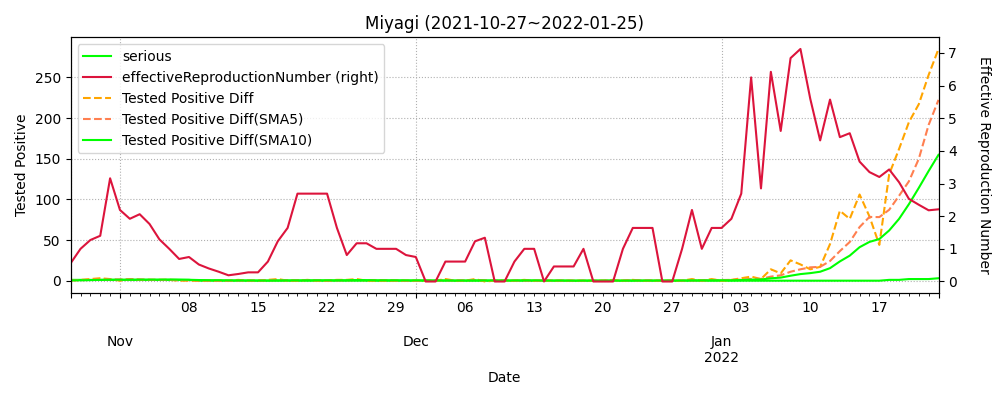 Miyagi (2021-10-27~2022-01-25)
serious
effectiveReproductionNumber (right)
Tested Positive Diff
Tested Positive Diff(SMA5)
Tested Positive Diff(SMA10)
Tested Positive
250
200
150
100
50
0
7
6
5
4
3
2
1
0
Effective Reproduction Number
08 15 22 29 06 13 20 27 03 10 17
Nov Dec Jan
2022
Date